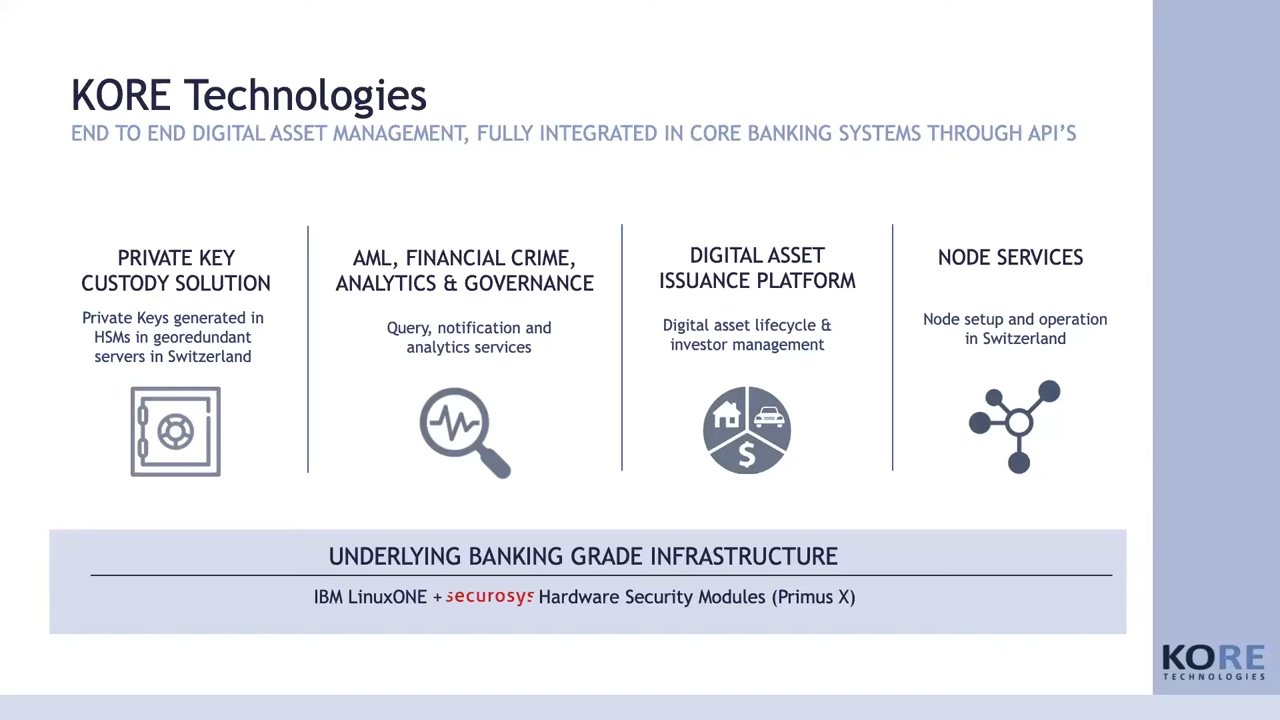 KORE Technologies
END TO END DIGITAL ASSET MANAGEMENT, FULLY INTEGRATED IN CORE BANKING SYSTEMS THROUGH API'S
PRIVATE KEY
CUSTODY SOLUTION
Private Keys generated in
HSMs in georedundant
servers in Switzerland
AML, FINANCIAL CRIME,
ANALYTICS & GOVERNANCE
Query, notification and
analytics services
DIGITAL ASSET
ISSUANCE PLATFORM
Digital asset lifecycle &
investor management
$
NODE SERVICES
Node setup and operation
in Switzerland
UNDERLYING BANKING GRADE INFRASTRUCTURE
IBM LinuxONE + securosys Hardware Security Modules (Primus X)
KORE
TECHNOLOGIES